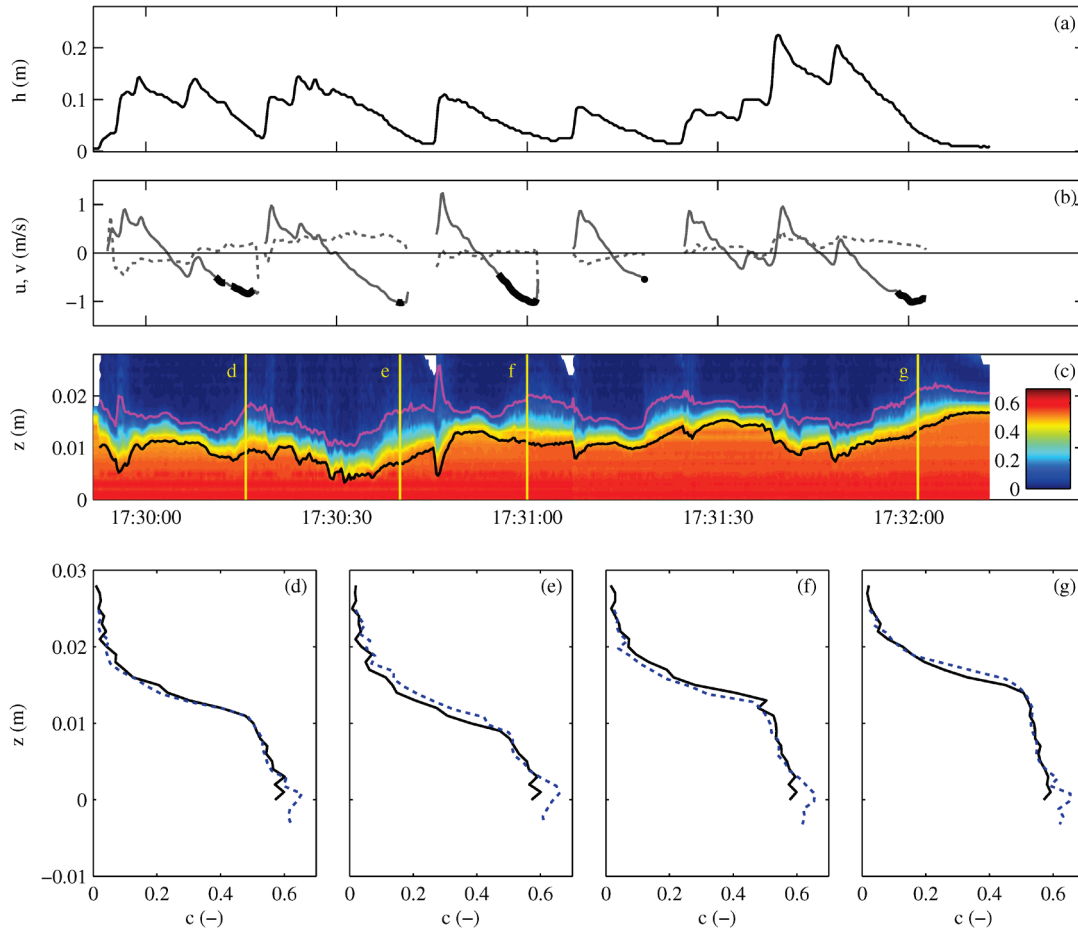 (a)
h (m)
0.2
0.1
0
(b)
u, v (m/s)
1
0
−1
(c)
z (m)
0.02
0.01
0
d
e
f
g
0.6
0.4
0.2
0
17:30:00
17:30:30
17:31:00
17:31:30
17:32:00
(d)
(e)
(f)
(g)
z (m)
0.03
0.02
0.01
0
−0.01
0 0.2 0.4 0.6
0 0.2 0.4 0.6
0 0.2 0.4 0.6
0 0.2 0.4 0.6
c (−)
c (−)
c (−)
c (−)